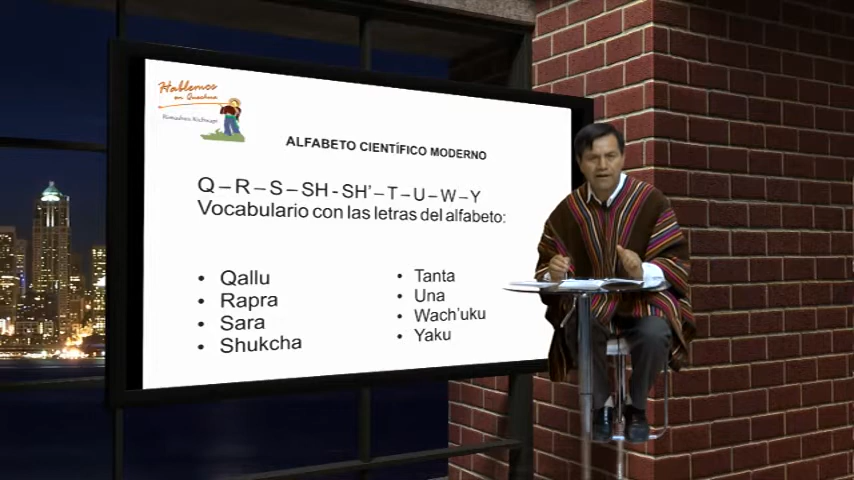 Hablemos
en Quechua
ALFABETO CIENTÍFICO MODERNO
Q – R – S – SH - SH' – T – U – W – Y
Vocabulario con las letras del alfabeto:
• Qallu
• Rapra
• Sara
• Shukcha
• Tanta
• Una
• Wach'uku
• Yaku